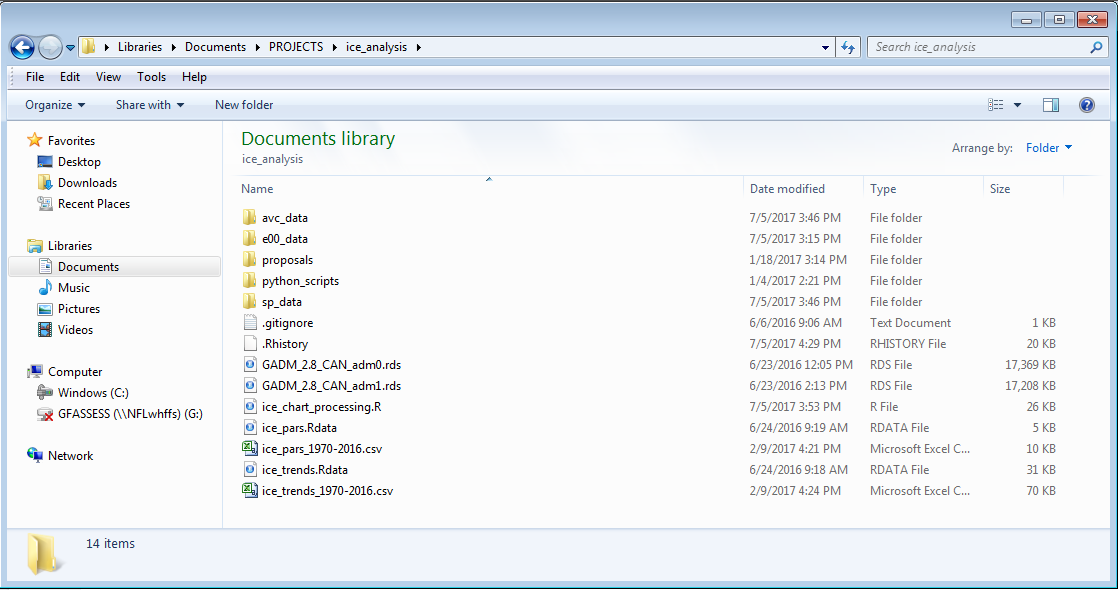 Libraries Documents PROJECTS ice_analysis Search ice_analysis
File Edit View Tools Help
Organize Share with New folder
Favorites
Desktop
Downloads
Recent Places
Libraries
Documents
Music
Pictures
Videos
Computer
Windows (C:)
GFASSESS (\\NFLwhffs) (G:)
Network
Documents library
ice_analysis
Arrange by: Folder
Name Date modified Type Size
avc_data 7/5/2017 3:46 PM File folder
e00_data 7/5/2017 3:15 PM File folder
proposals 1/18/2017 3:14 PM File folder
python_scripts 1/4/2017 2:21 PM File folder
sp_data 7/5/2017 3:46 PM File folder
.gitignore 6/6/2016 9:06 AM Text Document 1 KB
.Rhistory 7/5/2017 4:29 PM RHISTORY File 20 KB
GADM_2.8_CAN_adm0.rds 6/23/2016 12:05 PM RDS File 17,369 KB
GADM_2.8_CAN_adm1.rds 6/23/2016 2:13 PM RDS File 17,208 KB
ice_chart_processing.R 7/5/2017 3:53 PM R File 26 KB
ice_pars.Rdata 6/24/2016 9:19 AM RDATA File 5 KB
ice_pars_1970-2016.csv 2/9/2017 4:21 PM Microsoft Excel C... 10 KB
ice_trends.Rdata 6/24/2016 9:18 AM RDATA File 31 KB
ice_trends_1970-2016.csv 2/9/2017 4:24 PM Microsoft Excel C... 70 KB
14 items